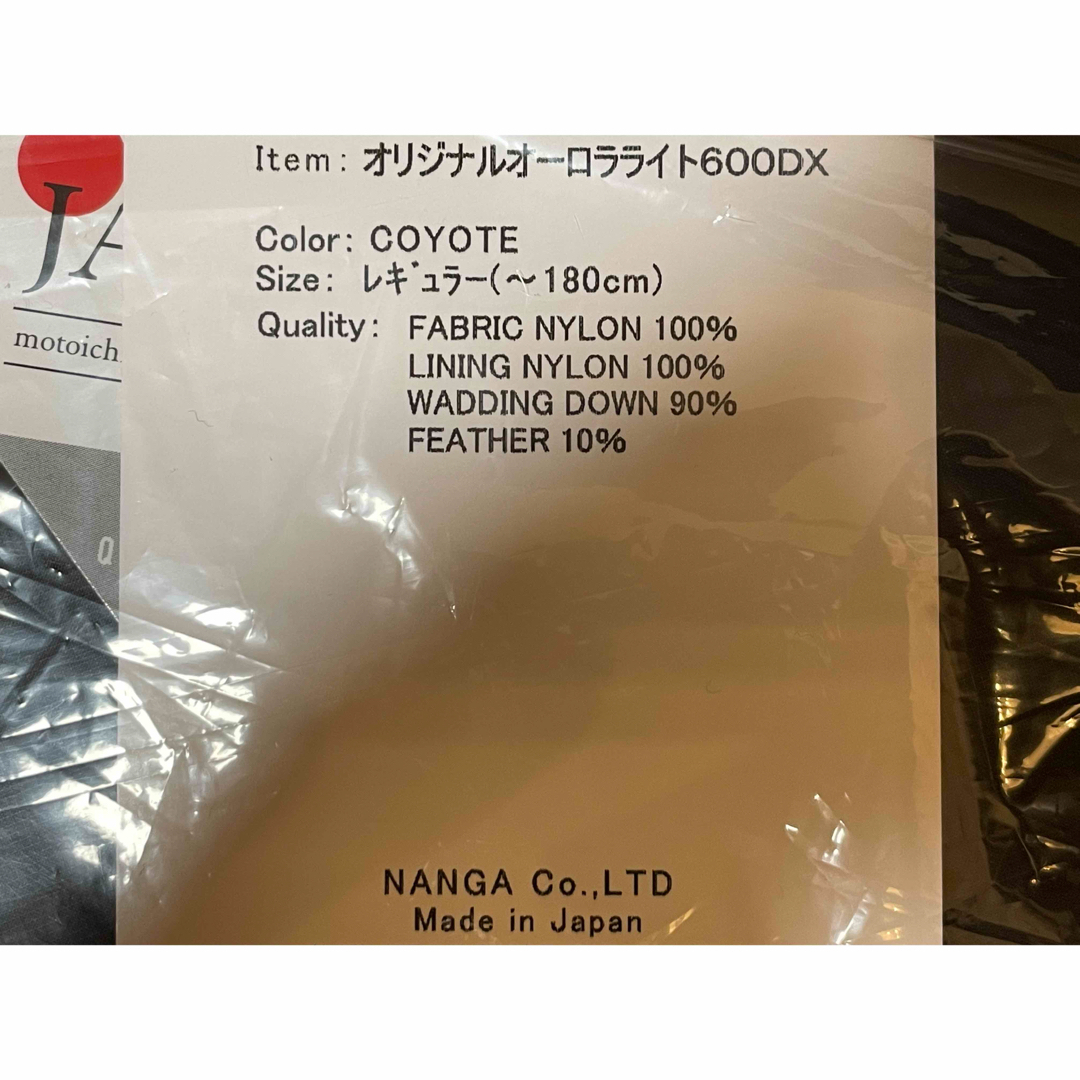 Item: オリジナルオーロラライト600DX
Color: COYOTE
Size: レギュラー(～180cm)
Quality: FABRIC NYLON 100%
LINING NYLON 100%
WADDING DOWN 90%
FEATHER 10%
NANGA Co.,LTD
Made in Japan
JA
motoich
Q